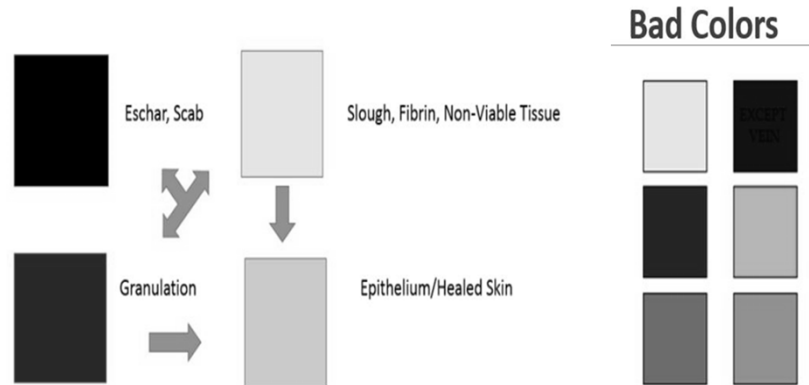 Bad Colors
Eschar, Scab
Slough, Fibrin, Non-Viable Tissue
EXCEPT
VEIN
Granulation
Epithelium/Healed Skin